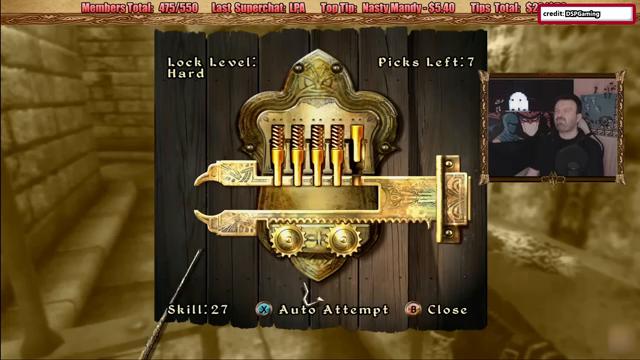 Members Total: 475/550 Last Superchat: LPA Top Tip: Nasty Mandy - $5.40 Tips Total:
credit: DSPGaming
Lock Level: Hard
Picks Left:7
Skill:27
X Auto Attempt
B Close